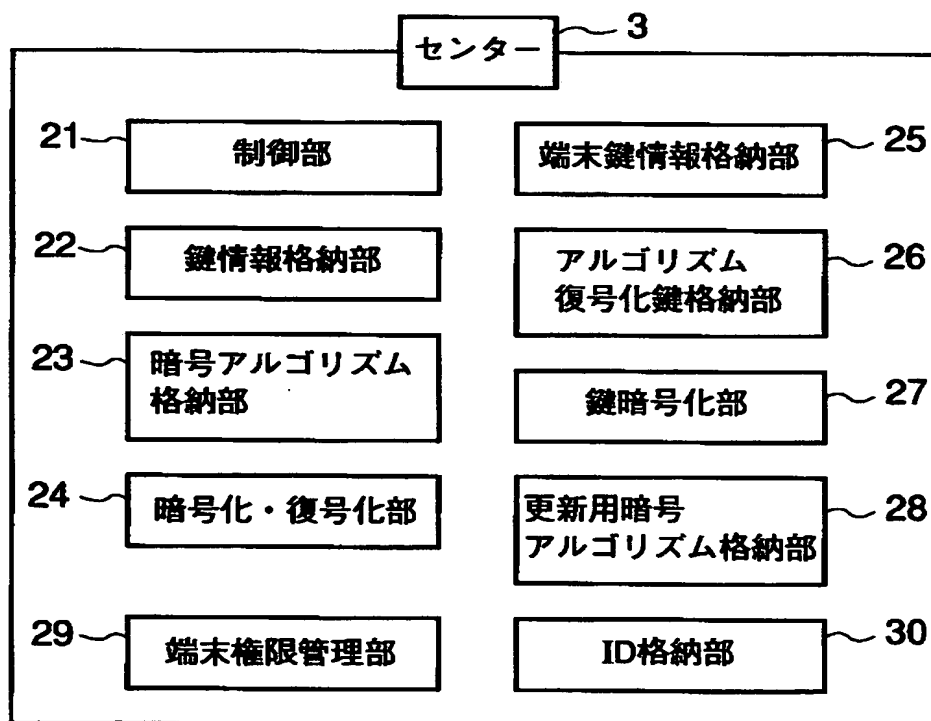 センター 3
21 制御部
22 鍵情報格納部
23 暗号アルゴリズム
格納部
24 暗号化・復号化部
29 端末権限管理部
端末鍵情報格納部 25
アルゴリズム
復号化鍵格納部 26
鍵暗号化部 27
更新用暗号
アルゴリズム格納部 28
ID格納部 30